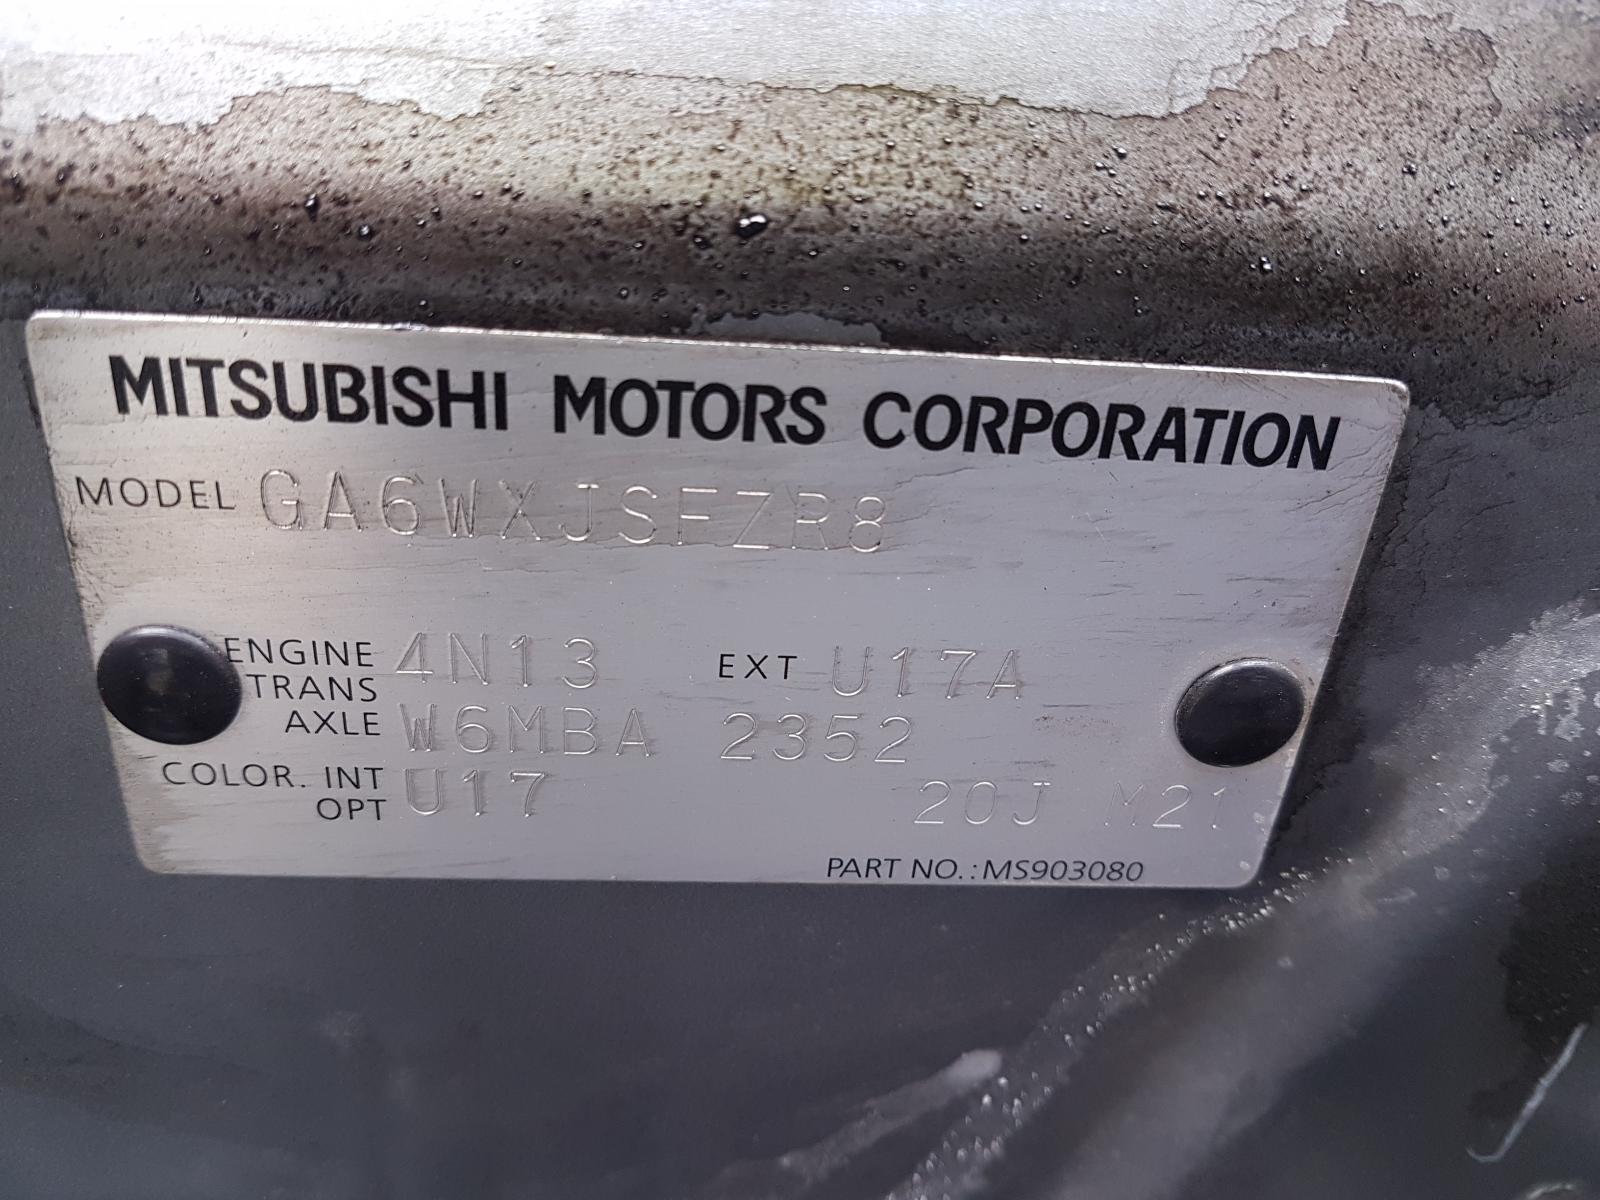 MITSUBISHI MOTORS CORPORATION
MODEL GA6WXJSFZR8
ENGINE 4N13 EXT U17A
TRANS
AXLE W6MBA 2352
COLOR. INT U17
OPT 20J M21
PART NO.: MS903080